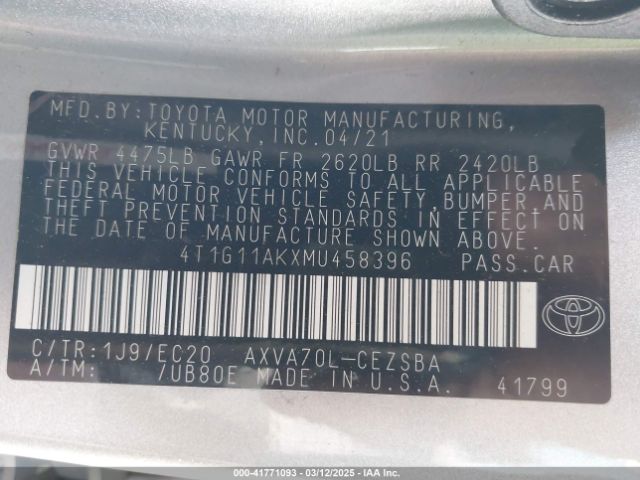 MFD.BY:TOYOTA MOTOR MANUFACTURING,
KENTUCKY,INC.04/21
GVWR 4475LB GAWR FR 2620LB RR 2420LB
THIS VEHICLE CONFORMS TO ALL APPLICABLE
FEDERAL MOTOR VEHICLE SAFETY,BUMPER,AND
THEFT PREVENTION STANDARDS IN EFFECT ON
THE DATE OF MANUFACTURE SHOWN ABOVE.
4T1G11AKXMU458396 PASS.CAR
C/TR:1J9/EC20 AXVA70L-CEZSBA
A/TM: /UB80E MADE IN U.S.A. 41799
000-41771093 - 03/12/2025 - IAA Inc.